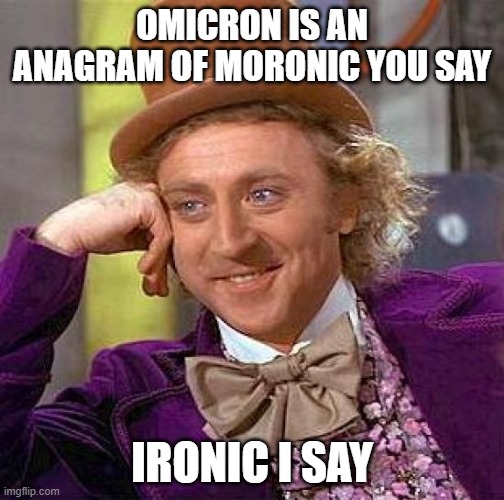 OMICRON IS AN
ANAGRAM OF MORONIC YOU SAY
IRONIC I SAY
imgflip.com